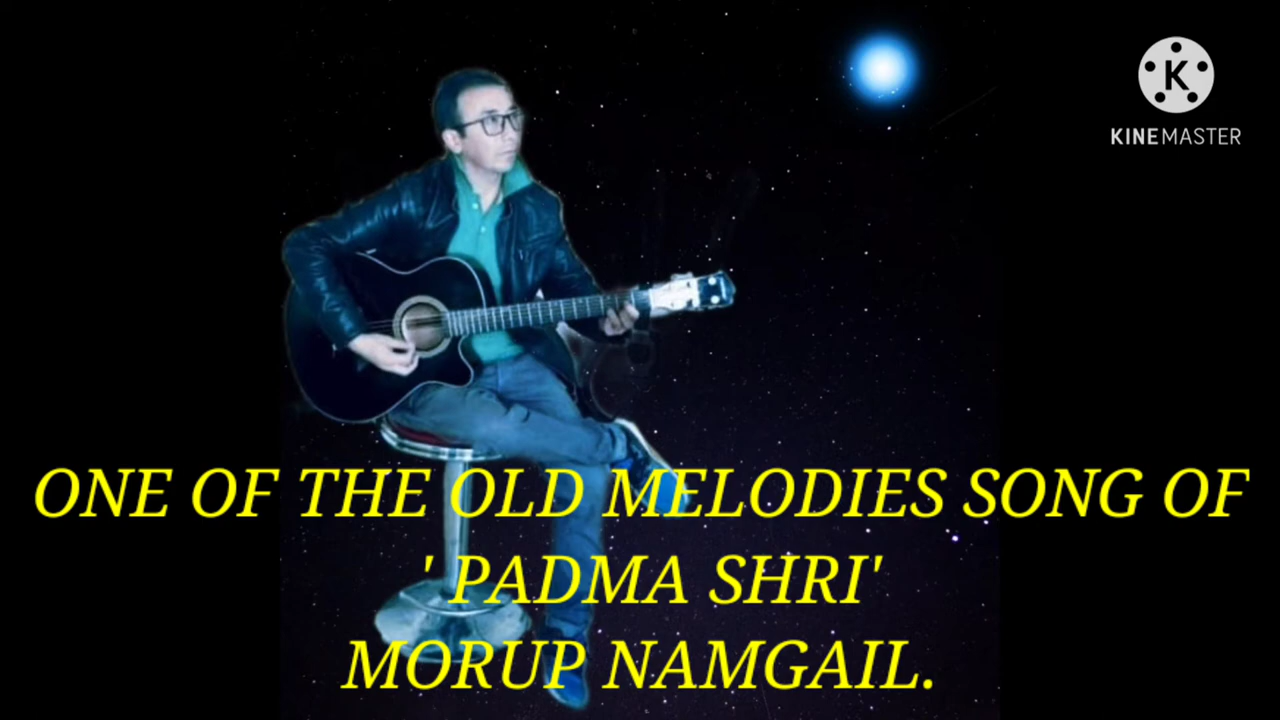 KINEMASTER
ONE OF THE OLD MELODIES SONG OF
' PADMA SHRI'
MORUP NAMGAIL.